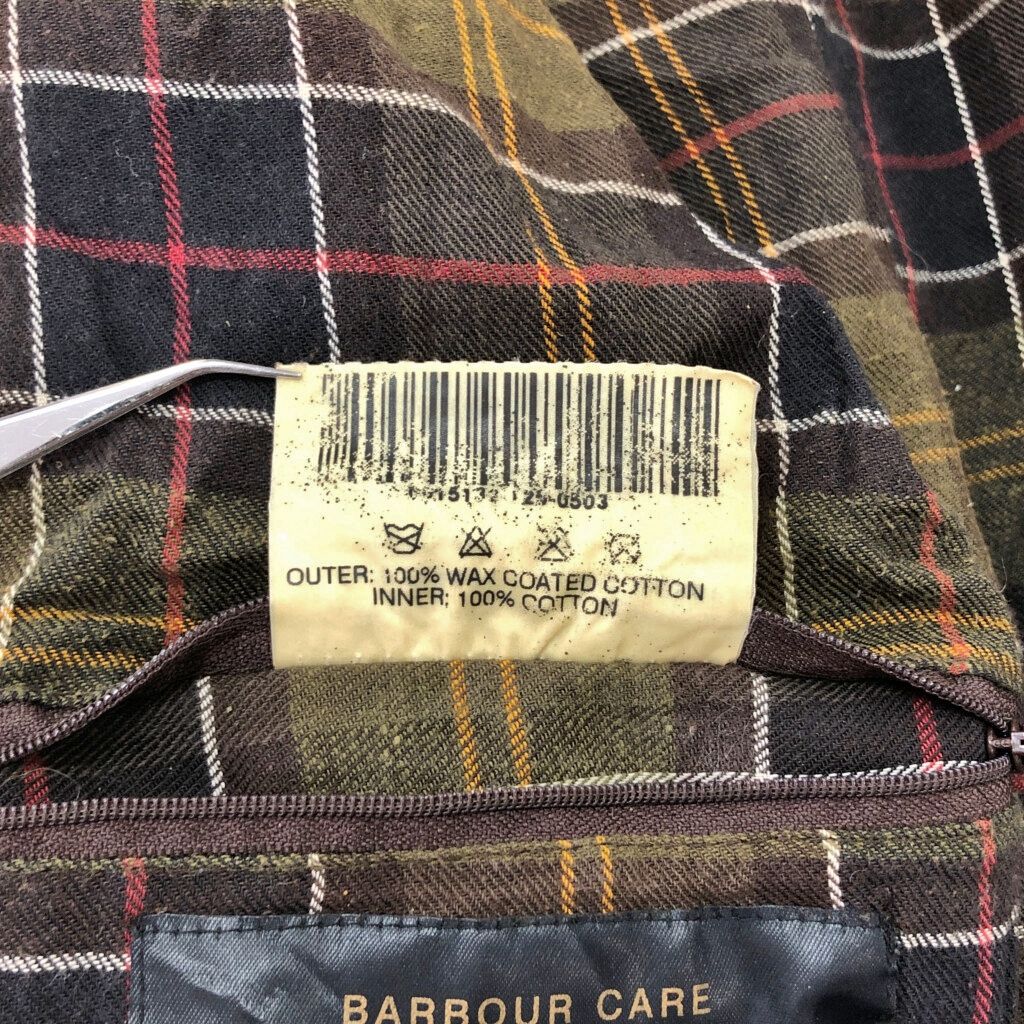 OUTER: 100% WAX COATED COTTON
INNER: 100% COTTON
BARBOUR CARE